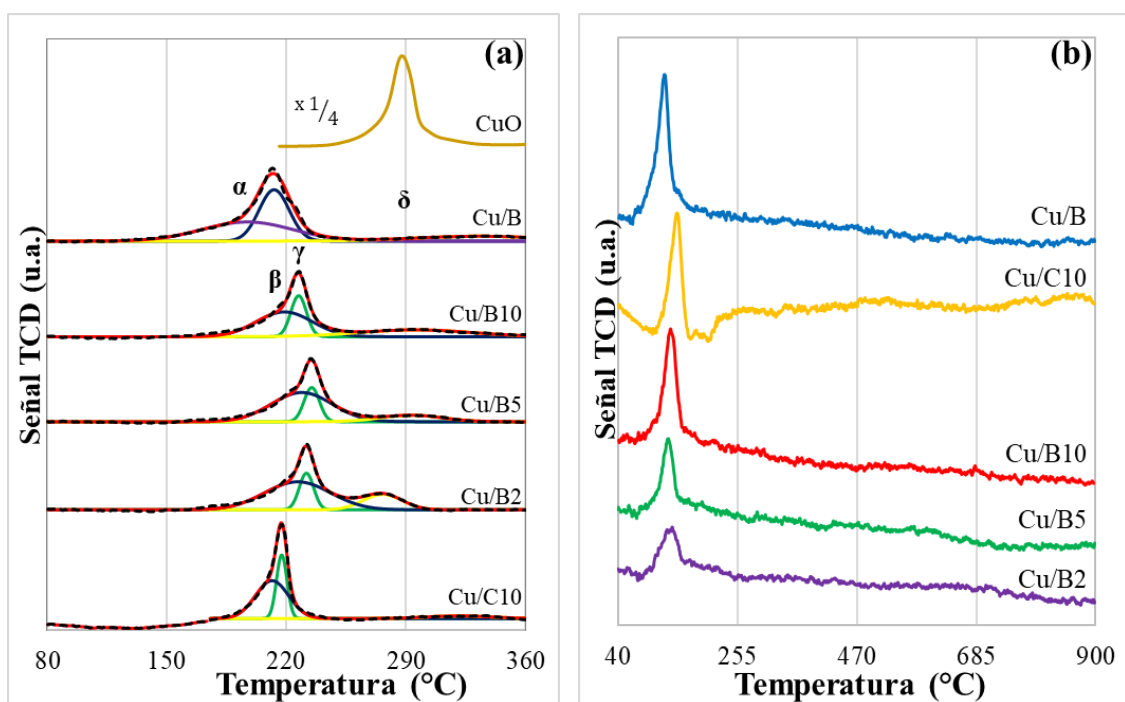 (a)
x 1/4
CuO
α
δ
Cu/B
γ
β
Cu/B10
Cu/B5
Cu/B2
Cu/C10
Señal TCD (u.a.)
80 150 220 290 360
Temperatura (°C)
(b)
Cu/B
Cu/C10
Cu/B10
Cu/B5
Cu/B2
Señal TCD (u.a.)
40 255 470 685 900
Temperatura (°C)